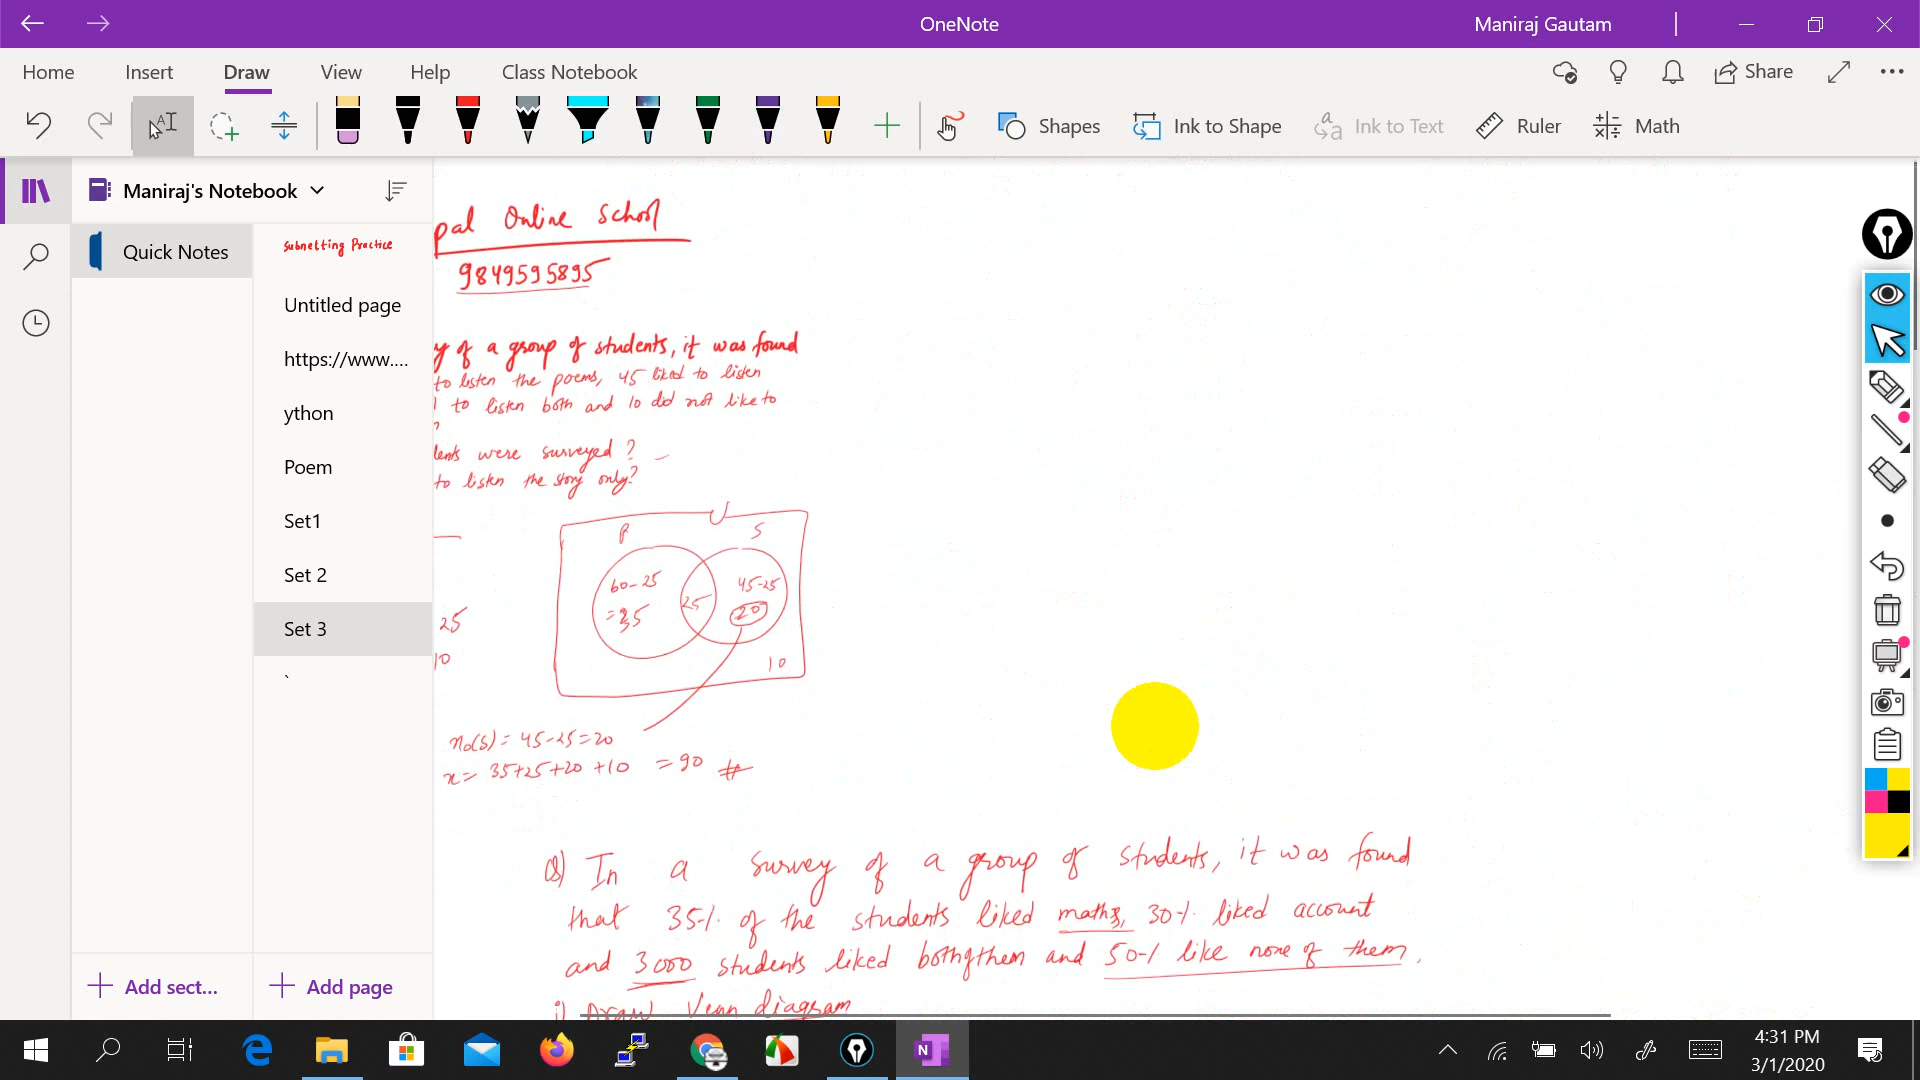 OneNote
Maniraj Gautam
Home Insert Draw View Help Class Notebook
Share
Shapes Ink to Shape Ink to Text Ruler Math
Maniraj's Notebook
Quick Notes
Subnetting Practice
Untitled page
https://www....
ython
Poem
Set1
Set 2
Set 3
`
Add sect...
Add page
pal Online School
9849595895
y of a group of students, it was found
to listen the poems, 45 liked to listen
to listen both and 10 did not like to
?
dents were surveyed ?
to listen the story only?
U
P S
60-25 45-25
=35 25 20
10
25
10
n₀(S) = 45-25=20
x = 35+25+20+10 = 90 #
Q) In a survey of a group of students, it was found
that 35% of the students liked maths, 30% liked account
and 3000 students liked both of them and 50% like none of them.
i) Draw Venn diagram
4:31 PM
3/1/2020